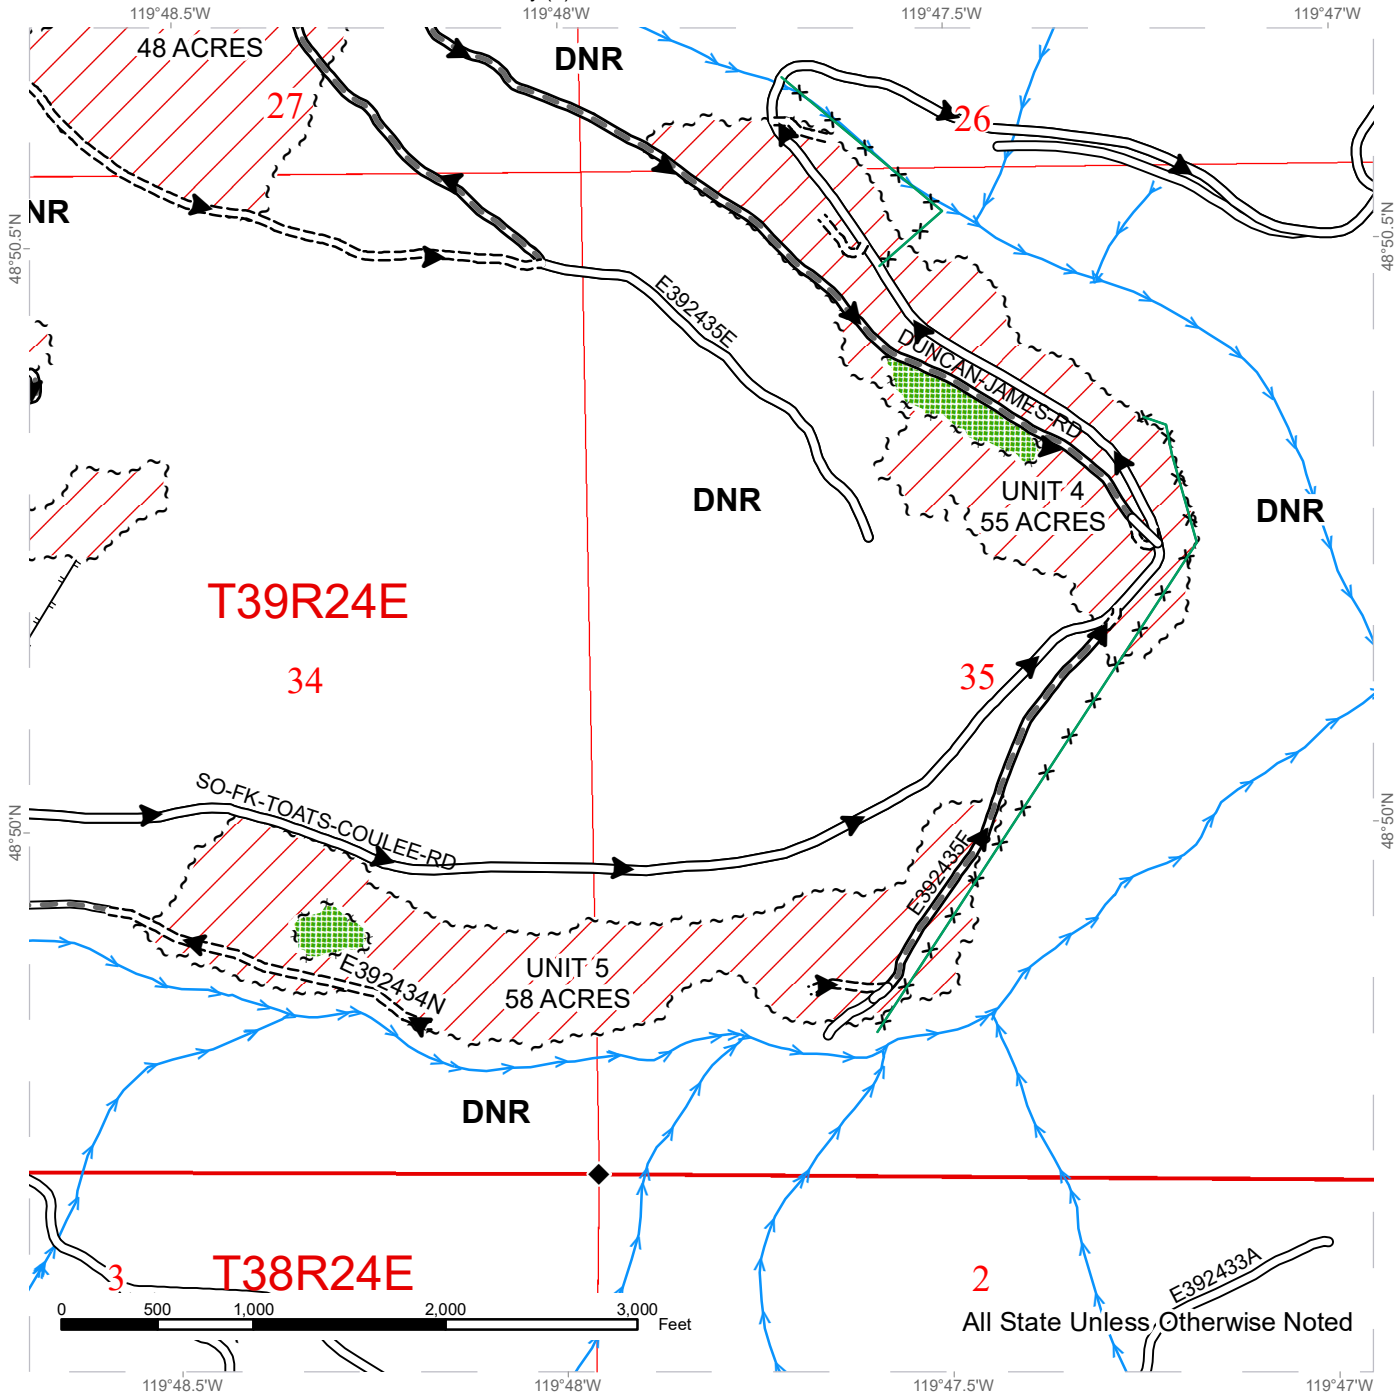 119°48.5'W
119°48'W
119°47.5'W
119°47'W
48 ACRES
DNR
27
26
NR
48°50.5'N
48°50.5'N
E392435E
DUNCAN-JAMES-RD
UNIT 4
55 ACRES
DNR
DNR
T39R24E
34
35
SO-FK-TOATS-COULEE-RD
48°50'N
48°50'N
E392435F
E392434N
UNIT 5
58 ACRES
DNR
T38R24E
3
2
E392433A
0 500 1,000 2,000 3,000
Feet
All State Unless Otherwise Noted
119°48.5'W
119°48'W
119°47.5'W
119°47'W